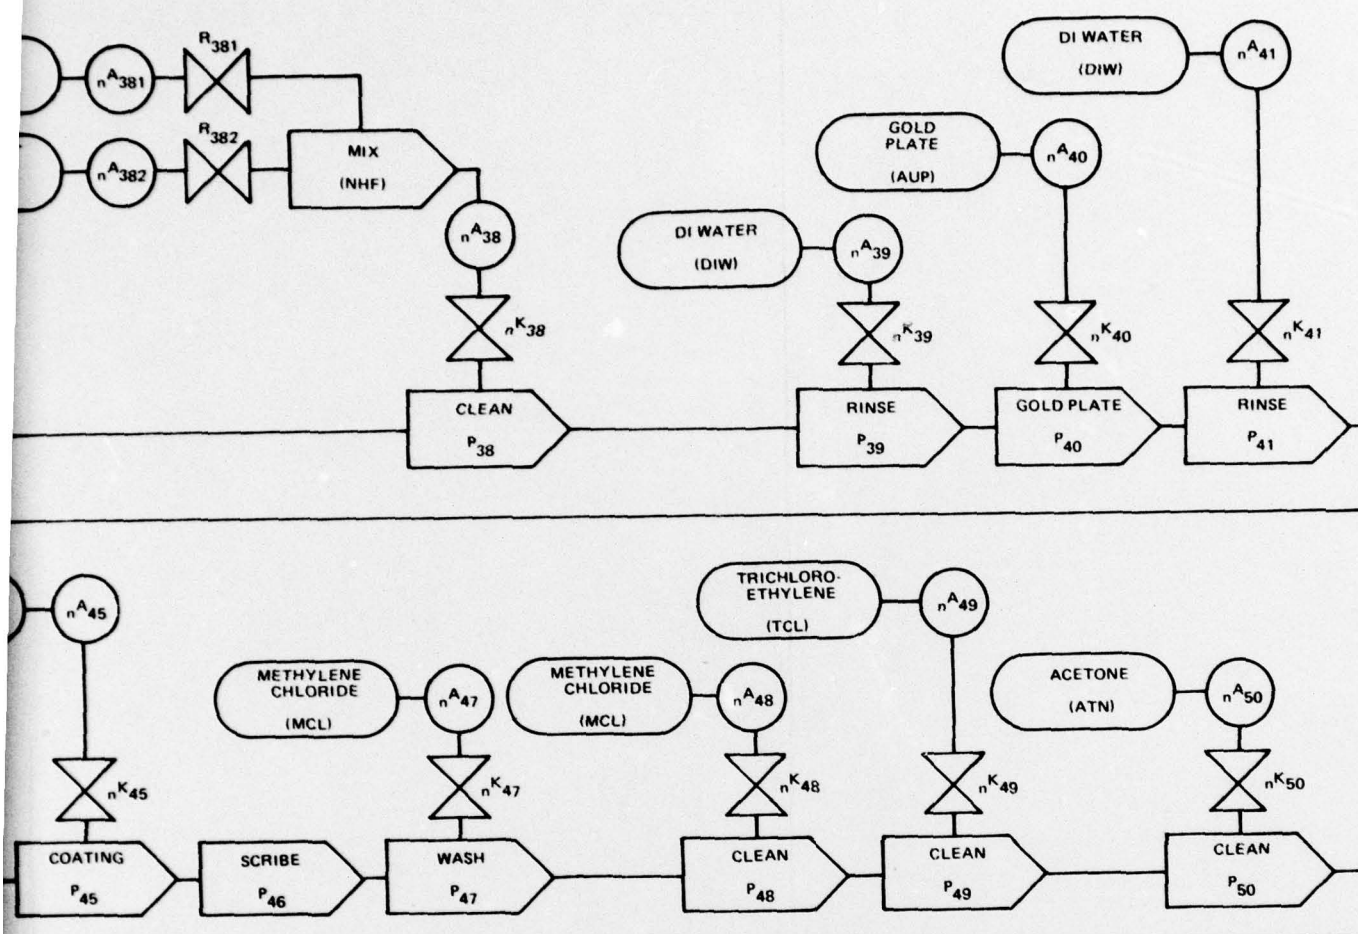 R381
nA381
R382
nA382
MIX
(NHF)
nA38
nK38
CLEAN
P38
DI WATER
(DIW)
nA39
nK39
RINSE
P39
GOLD
PLATE
(AUP)
nA40
nK40
GOLD PLATE
P40
DI WATER
(DIW)
nA41
nK41
RINSE
P41
nA45
nK45
COATING
P45
SCRIBE
P46
METHYLENE
CHLORIDE
(MCL)
nA47
nK47
WASH
P47
METHYLENE
CHLORIDE
(MCL)
nA48
nK48
CLEAN
P48
TRICHLORO-
ETHYLENE
(TCL)
nA49
nK49
CLEAN
P49
ACETONE
(ATN)
nA50
nK50
CLEAN
P50